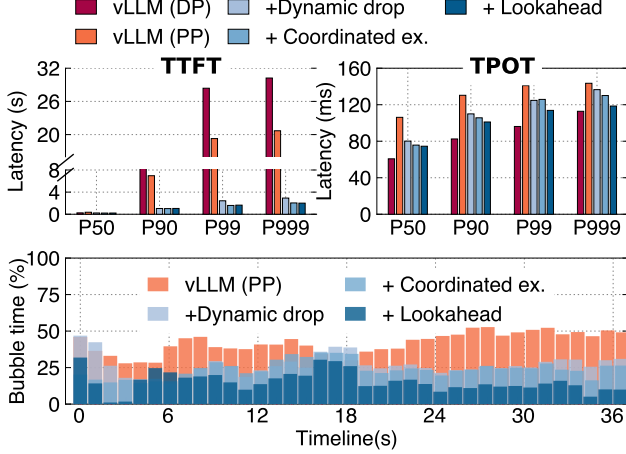 vLLM (DP) +Dynamic drop + Lookahead
vLLM (PP) + Coordinated ex.
TTFT
Latency (s)
32
26
20
8
4
0
P50 P90 P99 P999
TPOT
Latency (ms)
160
120
80
40
0
P50 P90 P99 P999
Bubble time (%)
100
75
50
25
0
vLLM (PP) + Coordinated ex.
+Dynamic drop + Lookahead
0 6 12 18 24 30 36
Timeline(s)